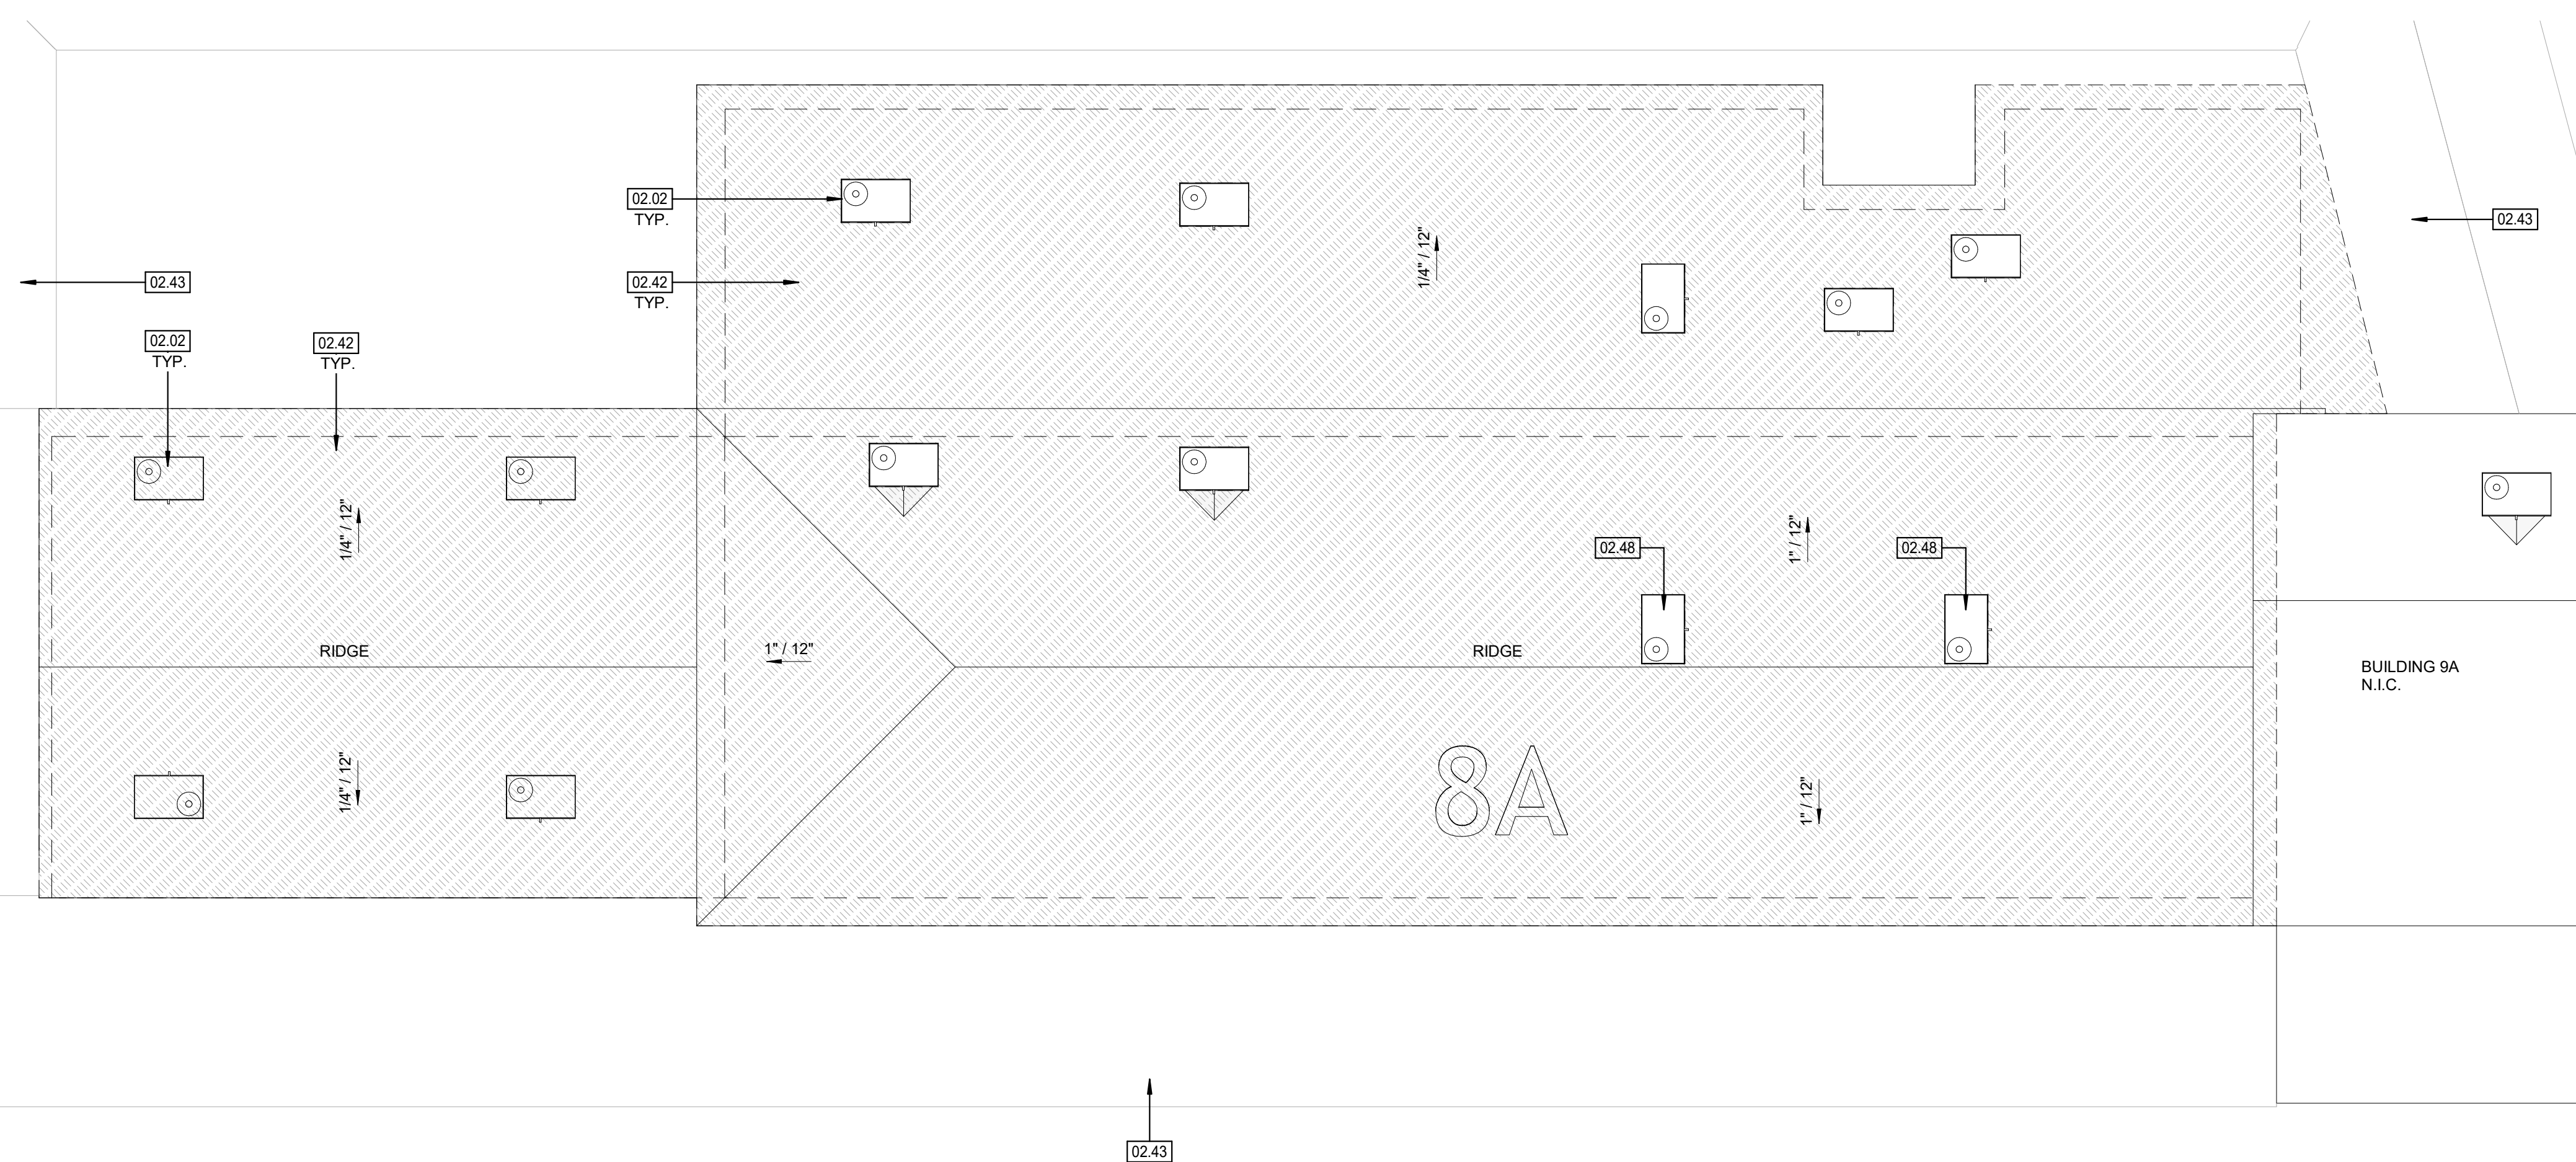 02.02
TYP.
02.43
02.42
TYP.
02.43
1/4" / 12"
02.02
TYP.
02.42
TYP.
1/4" / 12"
02.48
02.48
1" / 12"
RIDGE
1" / 12"
RIDGE
BUILDING 9A
N.I.C.
1/4" / 12"
8A
1" / 12"
02.43